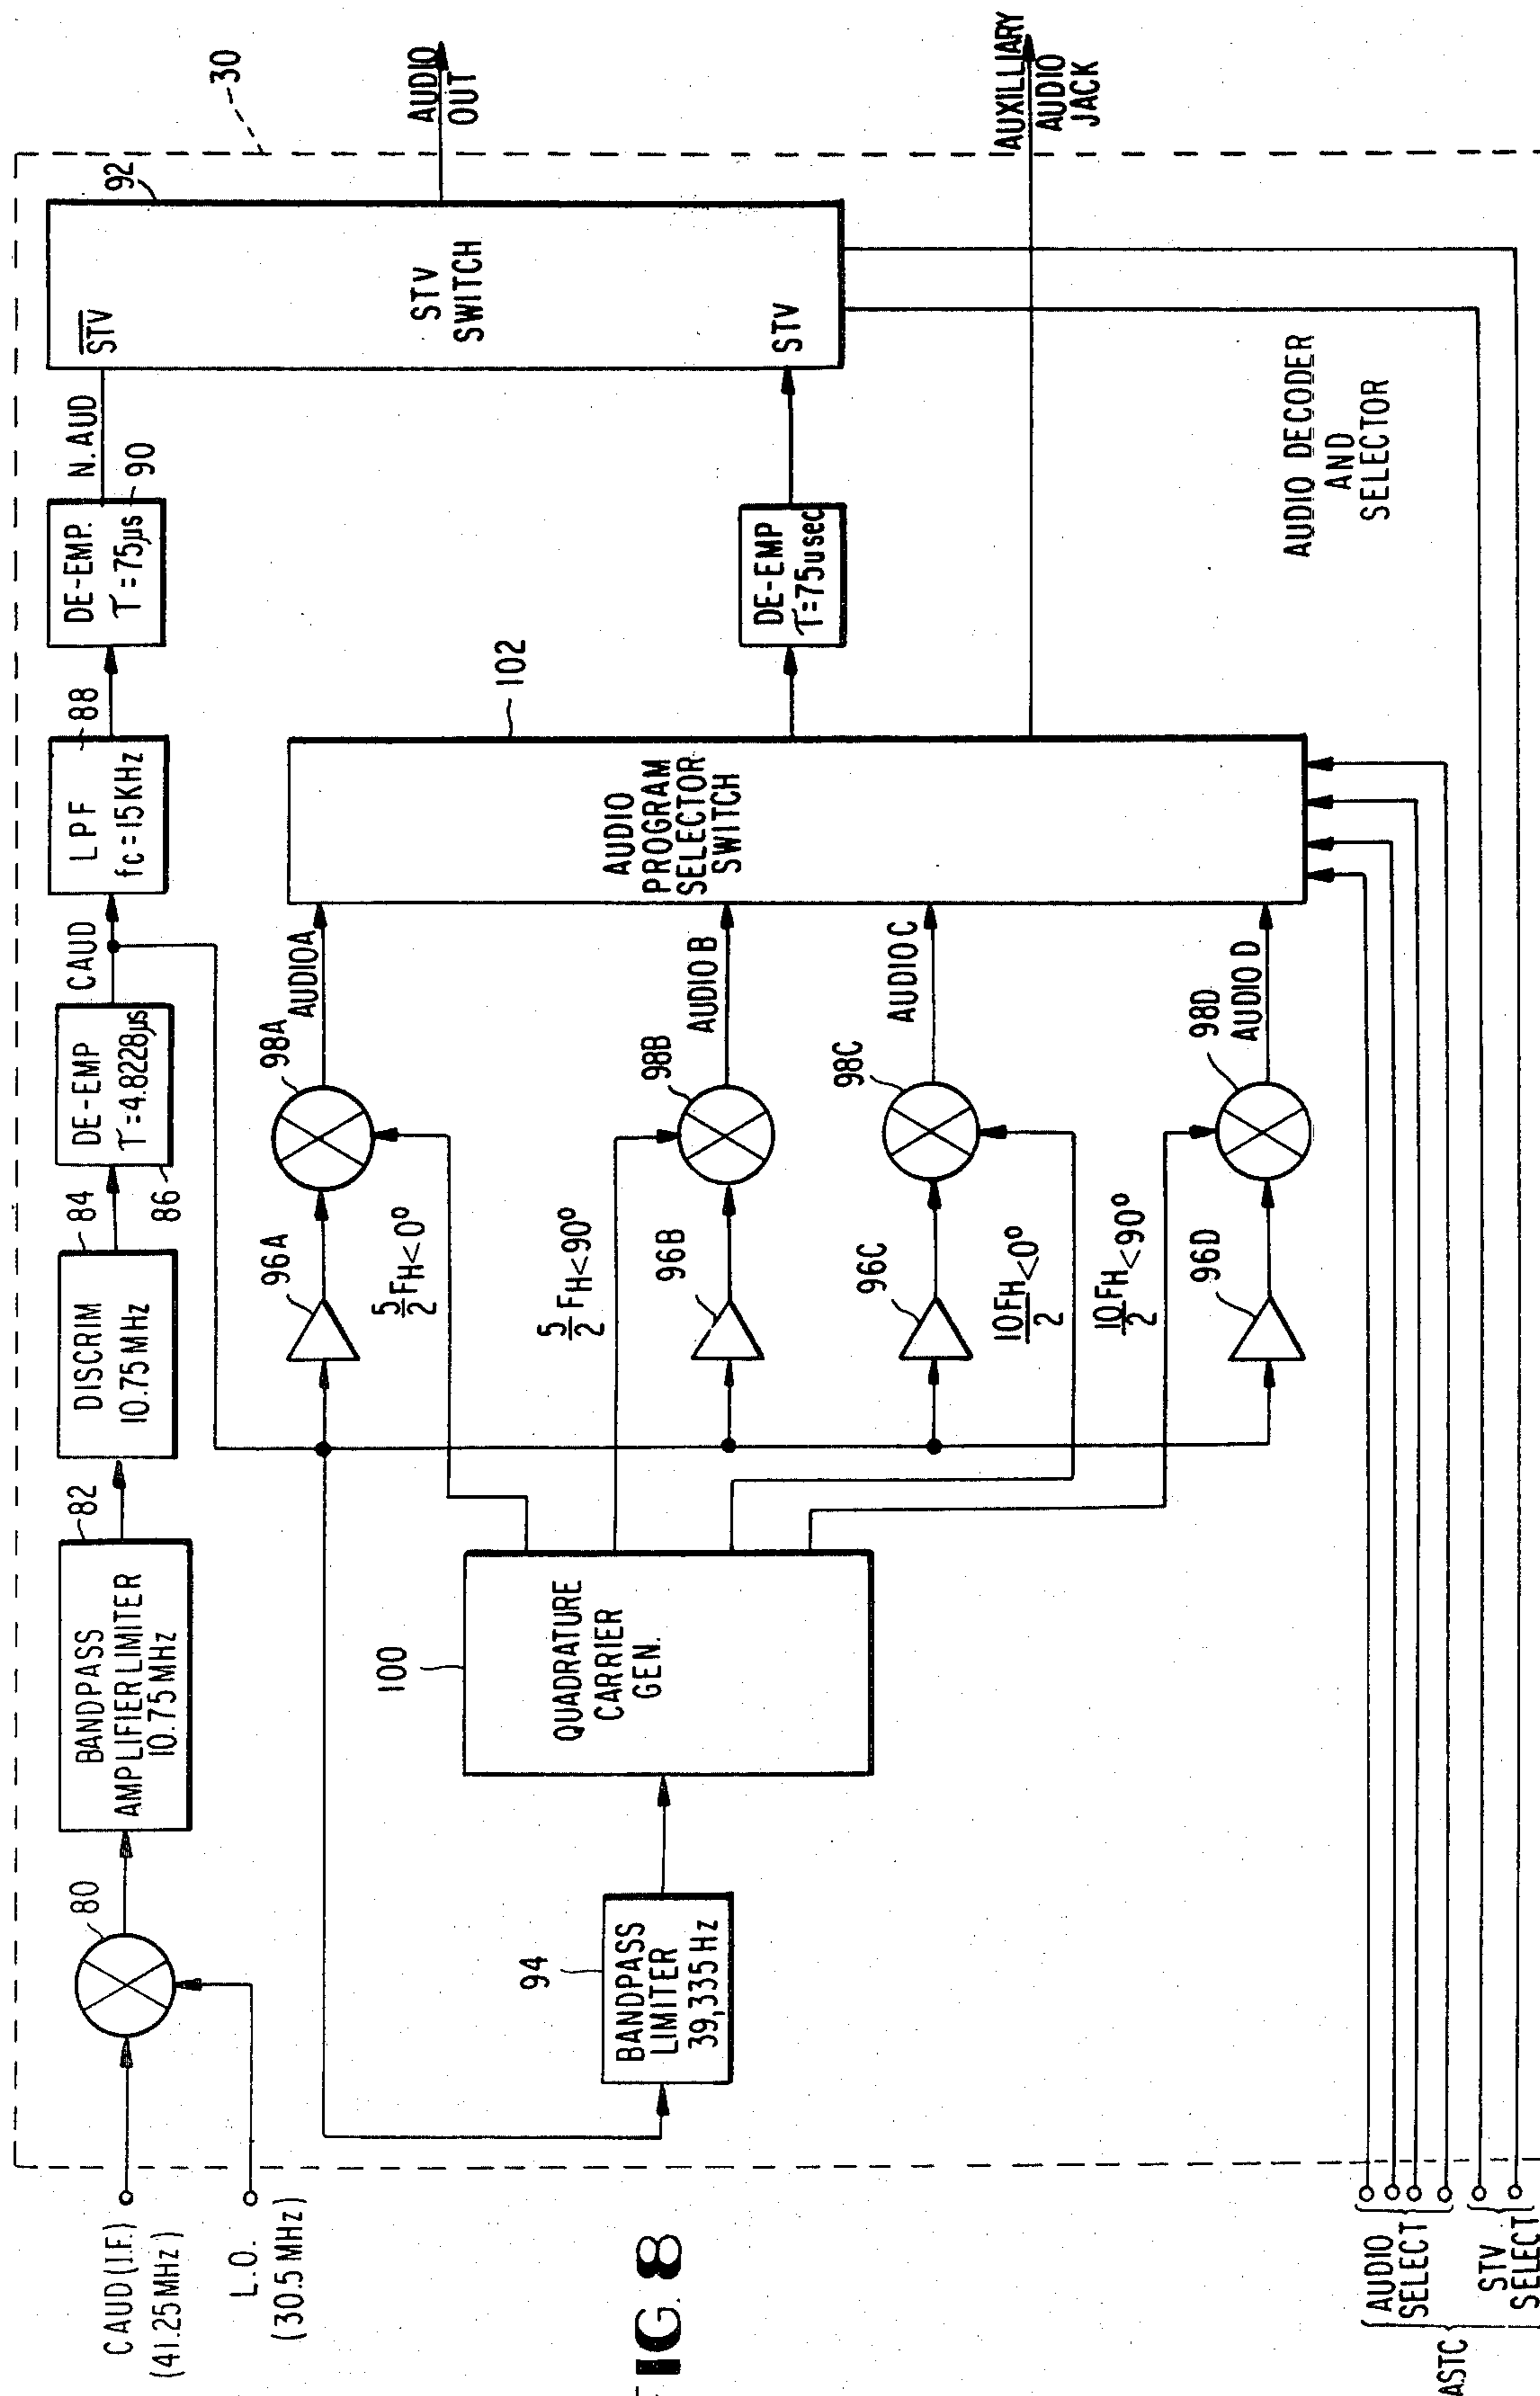 CAUD (I.F.)
(41.25 MHz)
L.O.
(30.5 MHz)
80
BANDPASS
AMPLIFIER LIMITER
10.75 MHz
82
DISCRIM
10.75 MHz
84
DE-EMP
τ=4.8228µs
86
CAUD
LPF
fc=15KHz
88
DE-EMP.
τ=75µs
90
N. AUD
STV
STV
SWITCH
STV
92
AUDIO
OUT
30
94
BANDPASS
LIMITER
39,335 Hz
100
QUADRATURE
CARRIER
GEN.
96A
5/2 FH<0°
98A
AUDIO A
5/2 FH<90°
96B
98B
AUDIO B
96C
10FH/2 <0°
98C
AUDIO C
10FH/2 <90°
96D
98D
AUDIO D
AUDIO
PROGRAM
SELECTOR
SWITCH
102
DE-EMP
τ=75usec
AUXILLIARY
AUDIO
JACK
AUDIO DECODER
AND
SELECTOR
AUDIO
SELECT
STV
SELECT
ASTC
FIG. 8